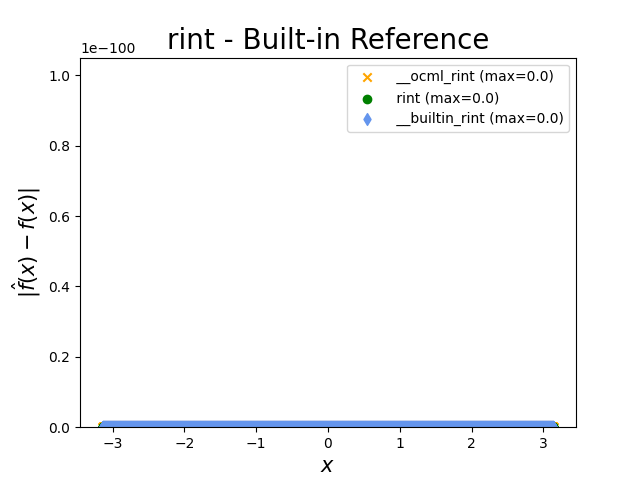 rint - Built-in Reference
1e−100
1.0
0.8
0.6
0.4
0.2
0.0
|f̂(x) − f(x)|
__ocml_rint (max=0.0)
rint (max=0.0)
__builtin_rint (max=0.0)
−3 −2 −1 0 1 2 3
x